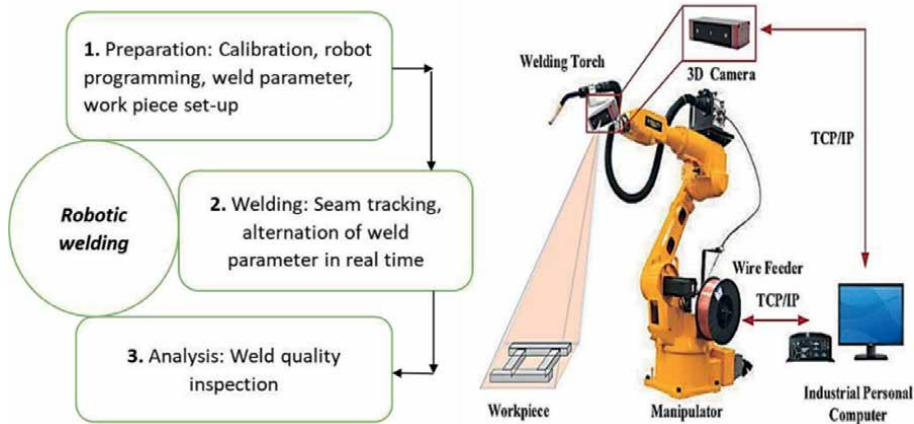 1. Preparation: Calibration, robot
programming, weld parameter,
work piece set-up
Robotic
welding
2. Welding: Seam tracking,
alternation of weld
parameter in real time
3. Analysis: Weld quality
inspection
Welding Torch
3D Camera
TCP/IP
Wire Feeder
TCP/IP
Workpiece
Manipulator
Industrial Personal
Computer